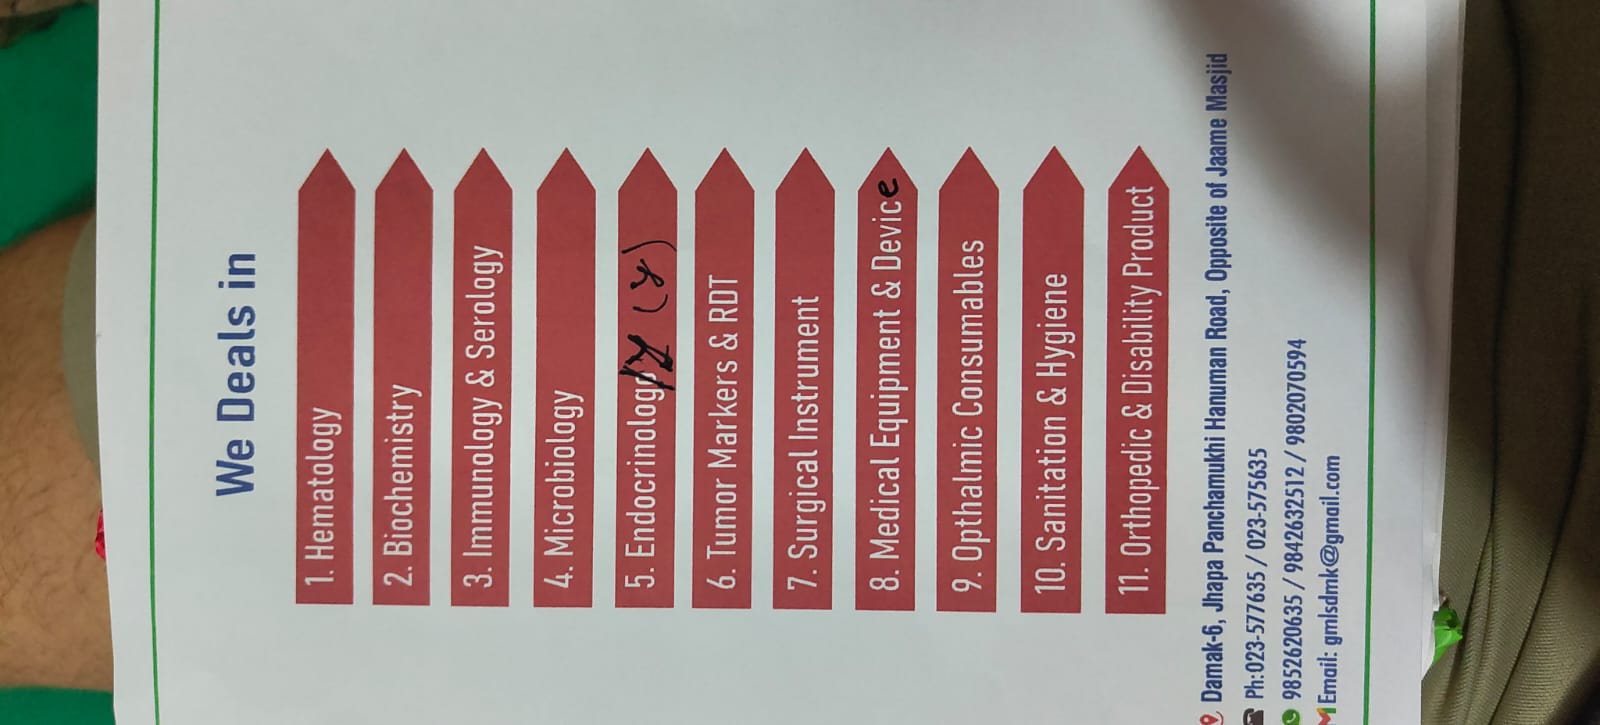 We Deals in
1. Hematology
2. Biochemistry
3. Immunology & Serology
4. Microbiology
5. Endocrinology
6. Tumor Markers & RDT
7. Surgical Instrument
8. Medical Equipment & Device
9. Opthalmic Consumables
10. Sanitation & Hygiene
11. Orthopedic & Disability Product
Damak-6, Jhapa Panchamukhi Hanuman Road, Opposite of Jaame Masjid
Ph:023-577635 / 023-575635
9852620635 / 9842632512 / 9802070594
Email: gmlsdmk@gmail.com